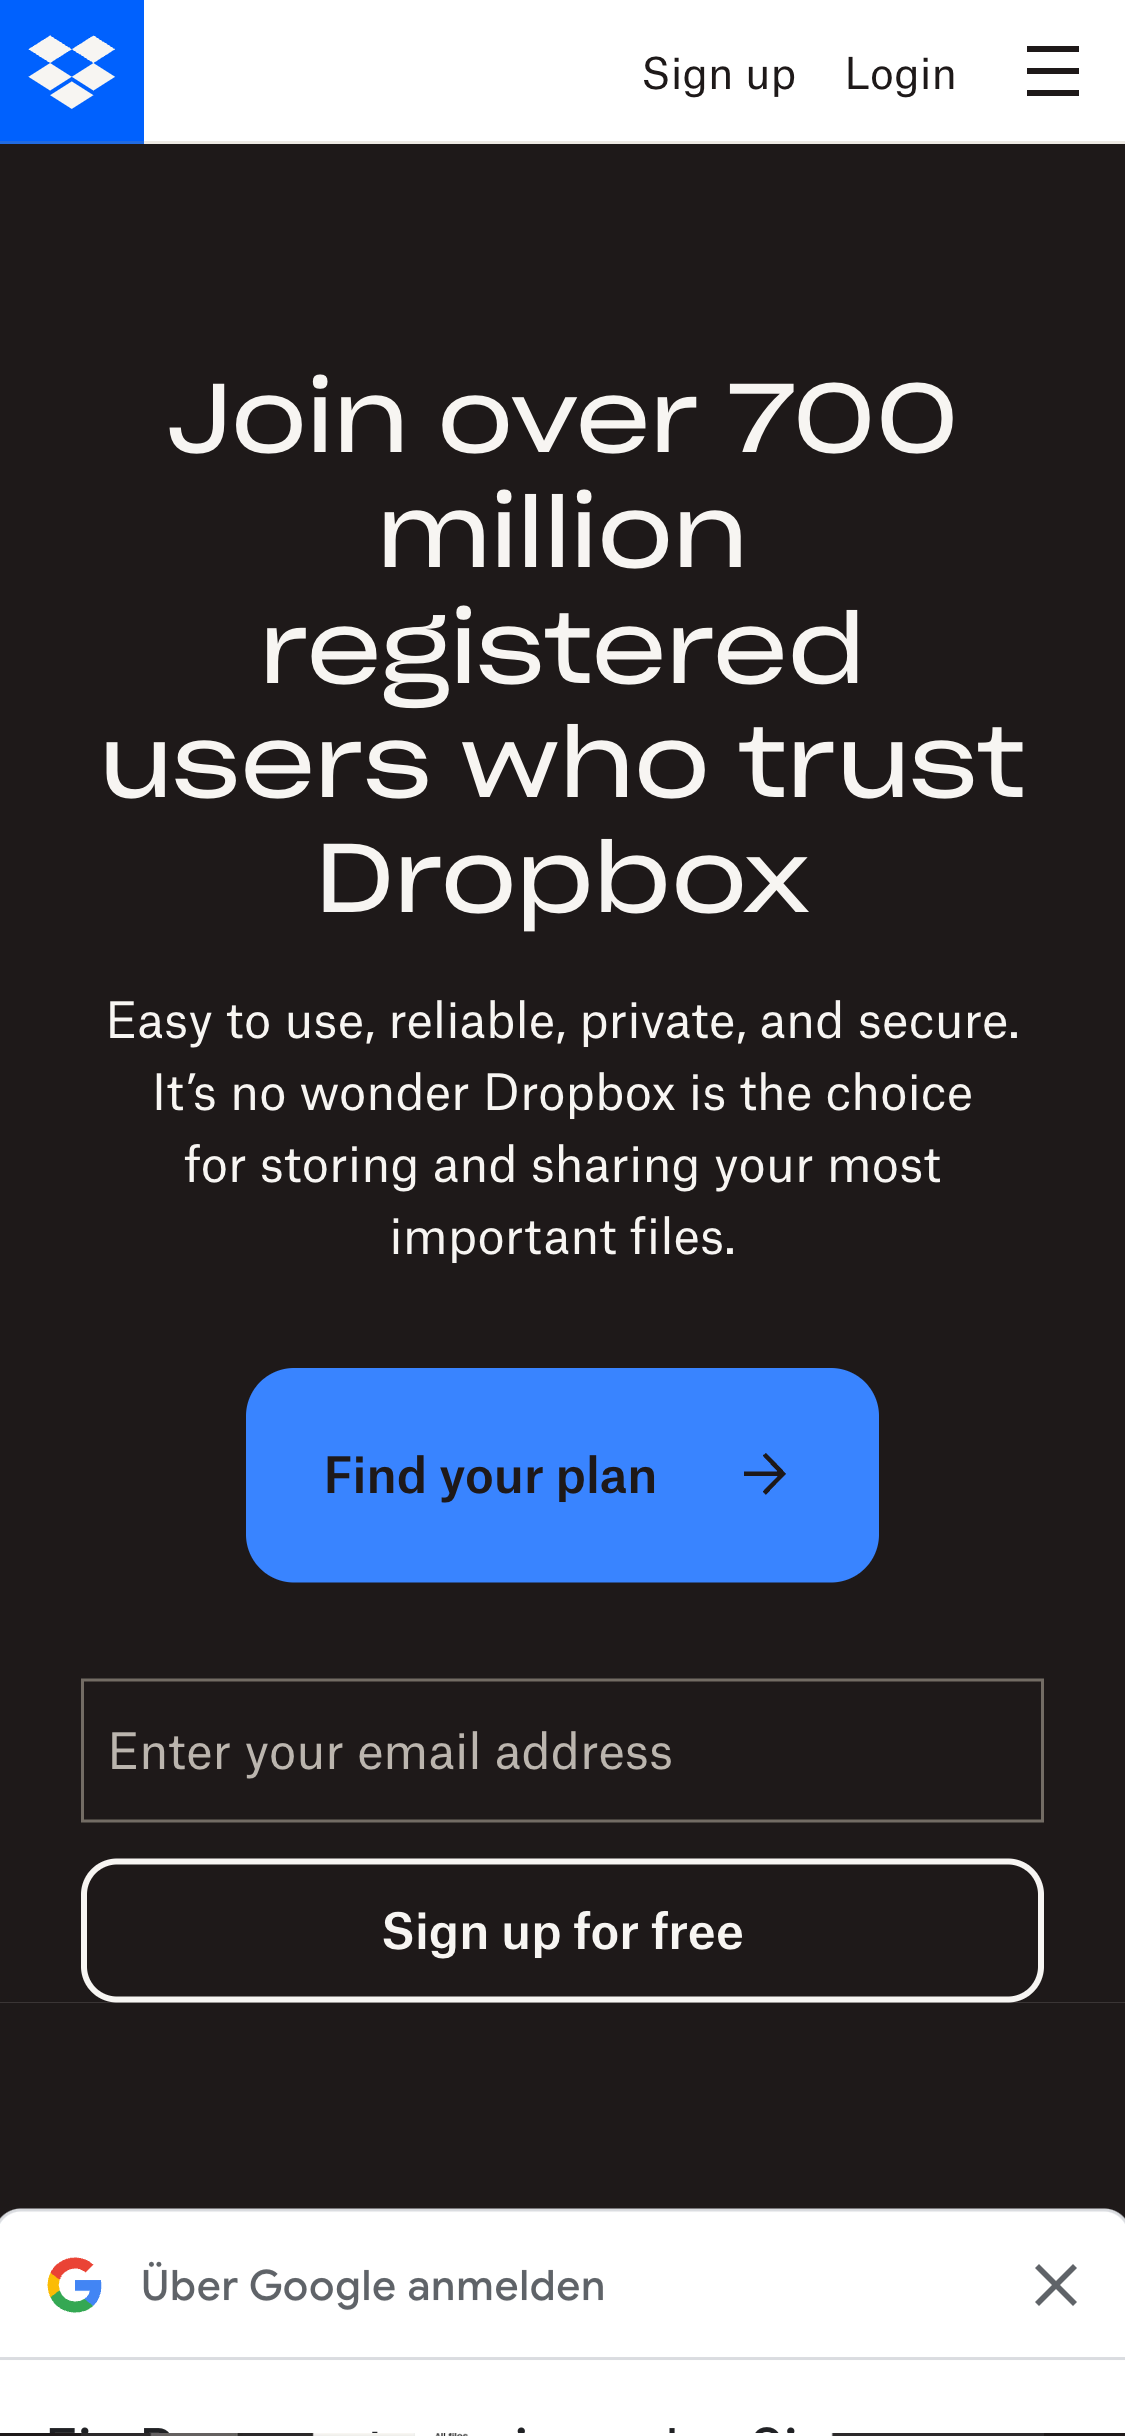 Sign up Login
Join over 700
million
registered
users who trust
Dropbox
Easy to use, reliable, private, and secure.
It’s no wonder Dropbox is the choice
for storing and sharing your most
important files.
Find your plan
Enter your email address
Sign up for free
Über Google anmelden